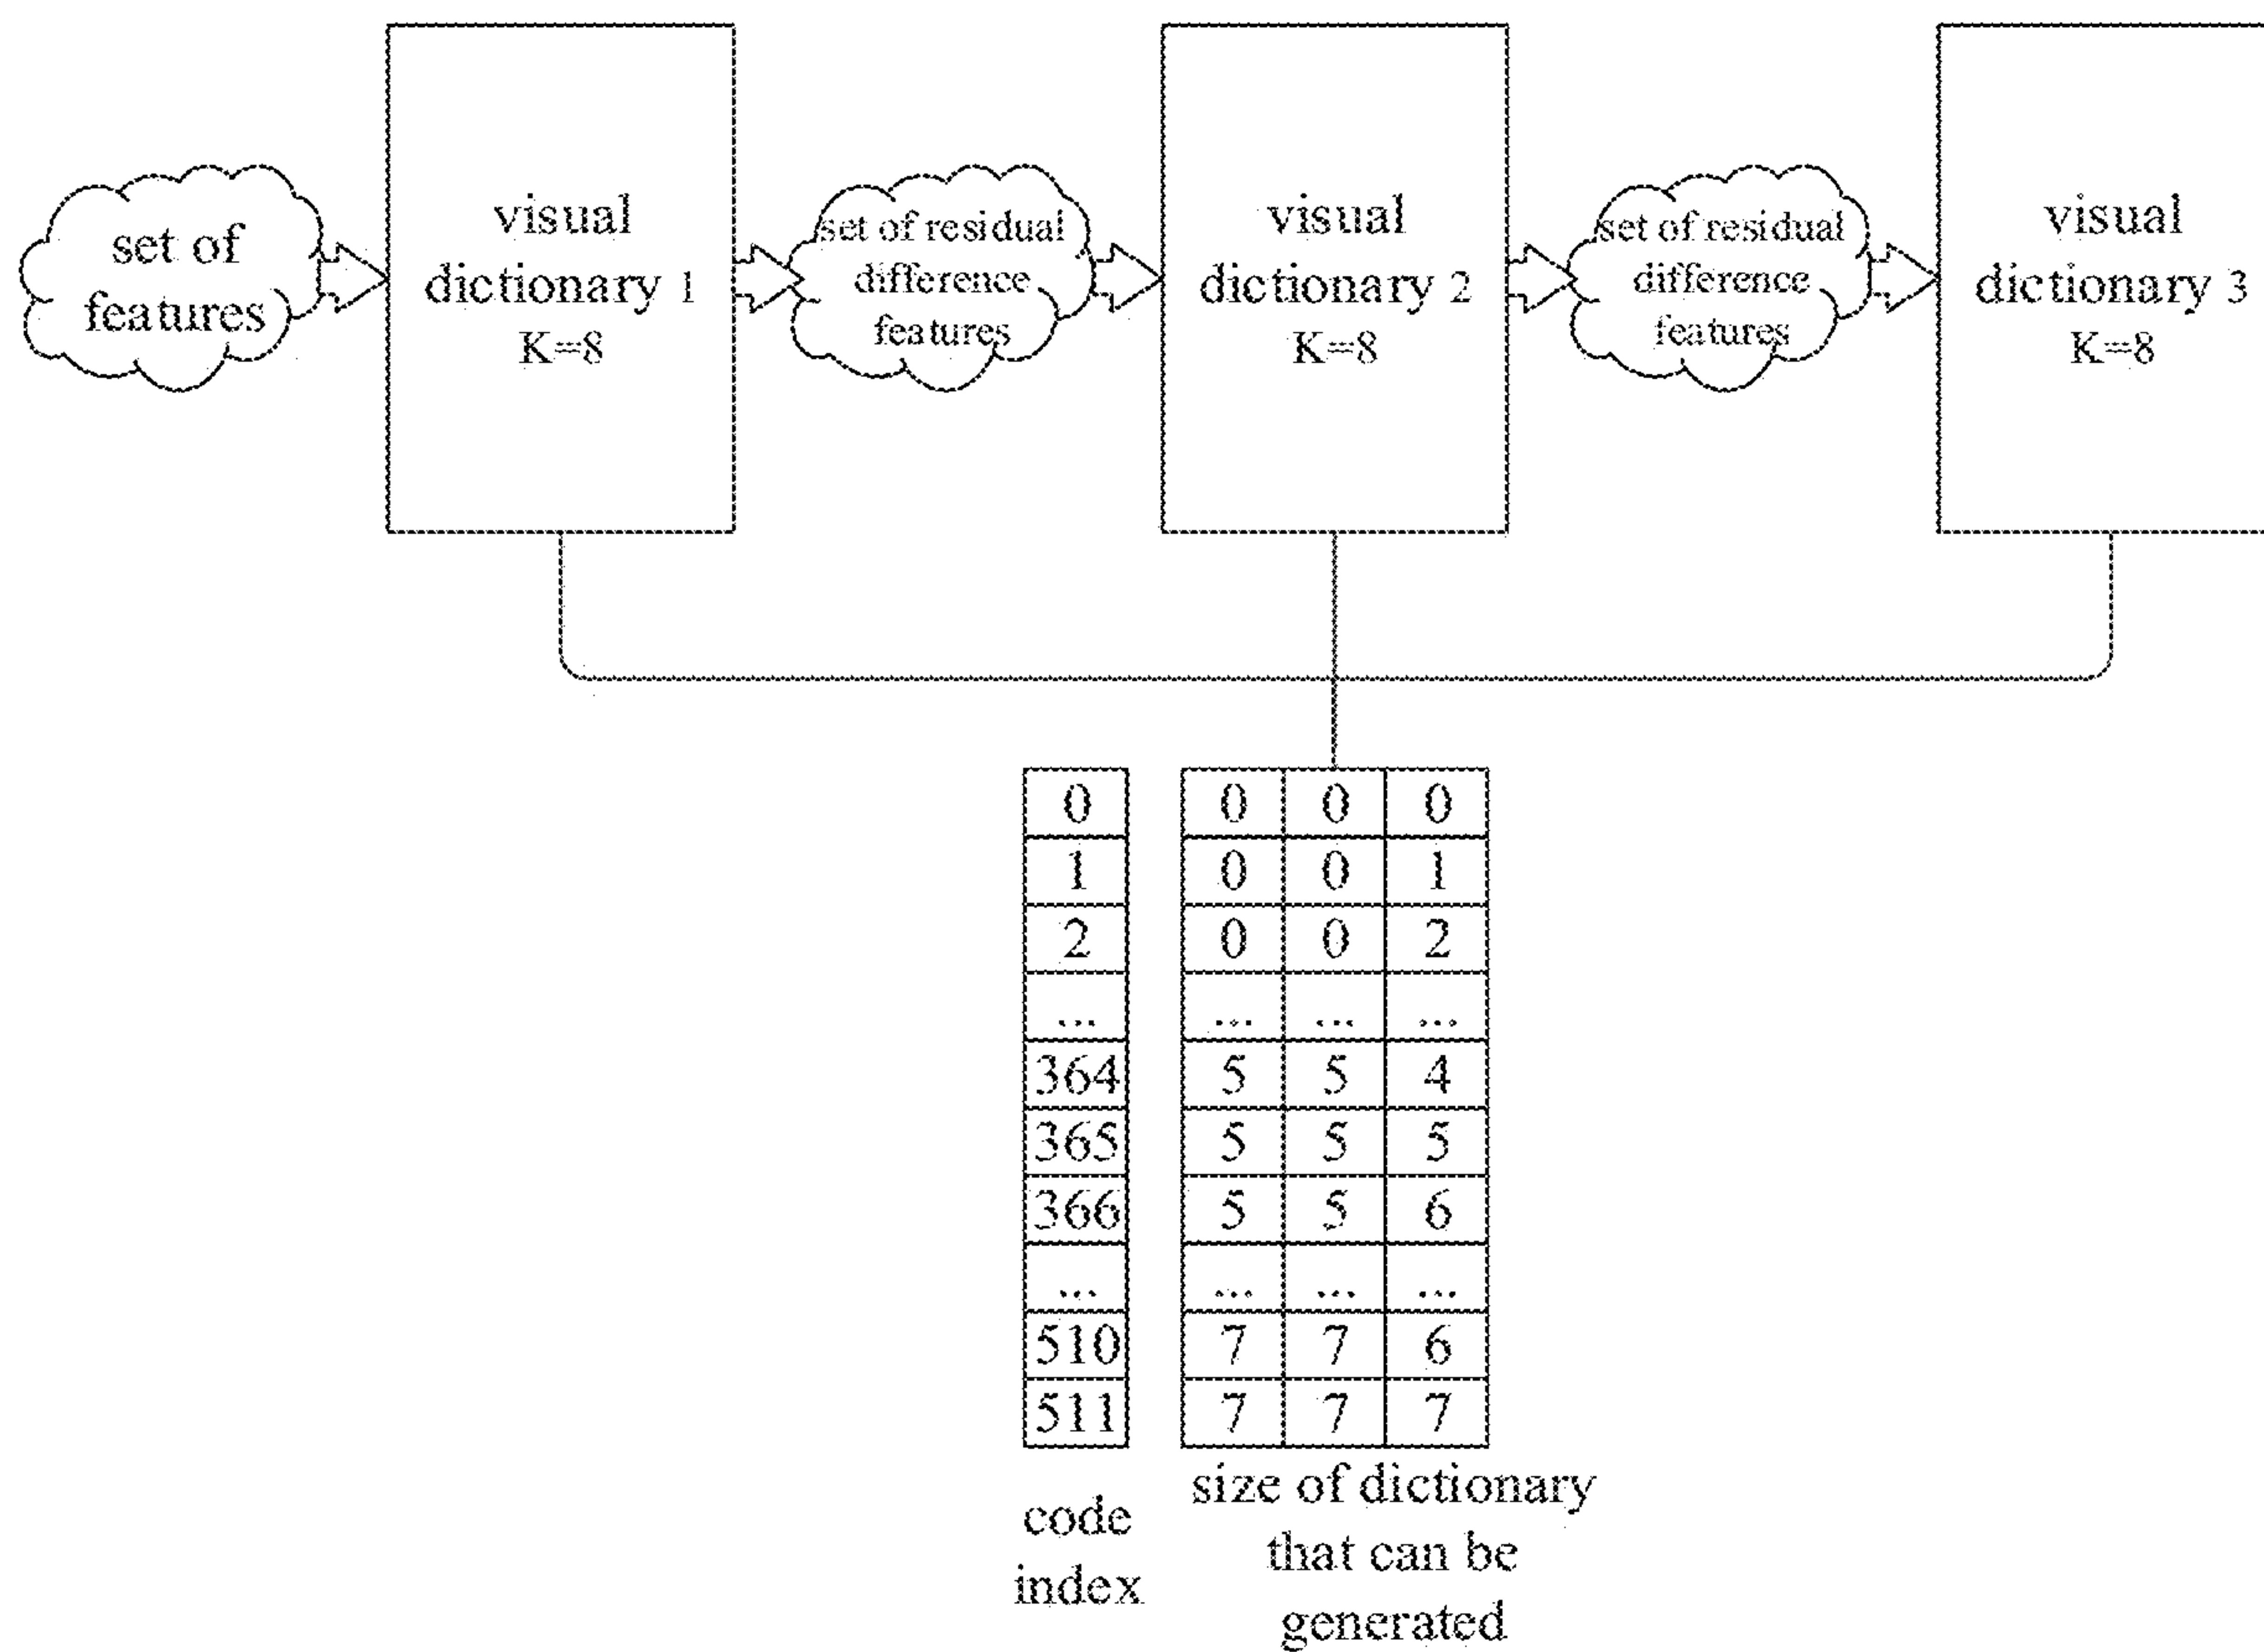 set of
features
visual
dictionary 1
K=8
set of residual
difference
features
visual
dictionary 2
K=8
set of residual
difference
features
visual
dictionary 3
K=8
0 0 0 0
1 0 0 1
2 0 0 2
... ... ... ...
364 5 5 4
365 5 5 5
366 5 5 6
... ... ... ...
510 7 7 6
511 7 7 7
code
index
size of dictionary
that can be
generated